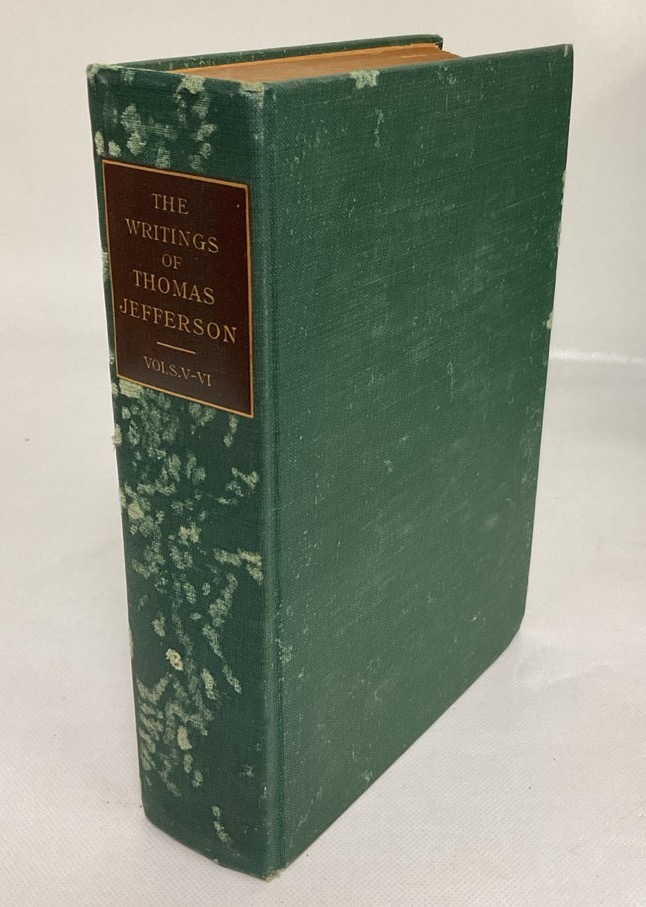 THE
WRITINGS
OF
THOMAS
JEFFERSON
VOLS.V-VI